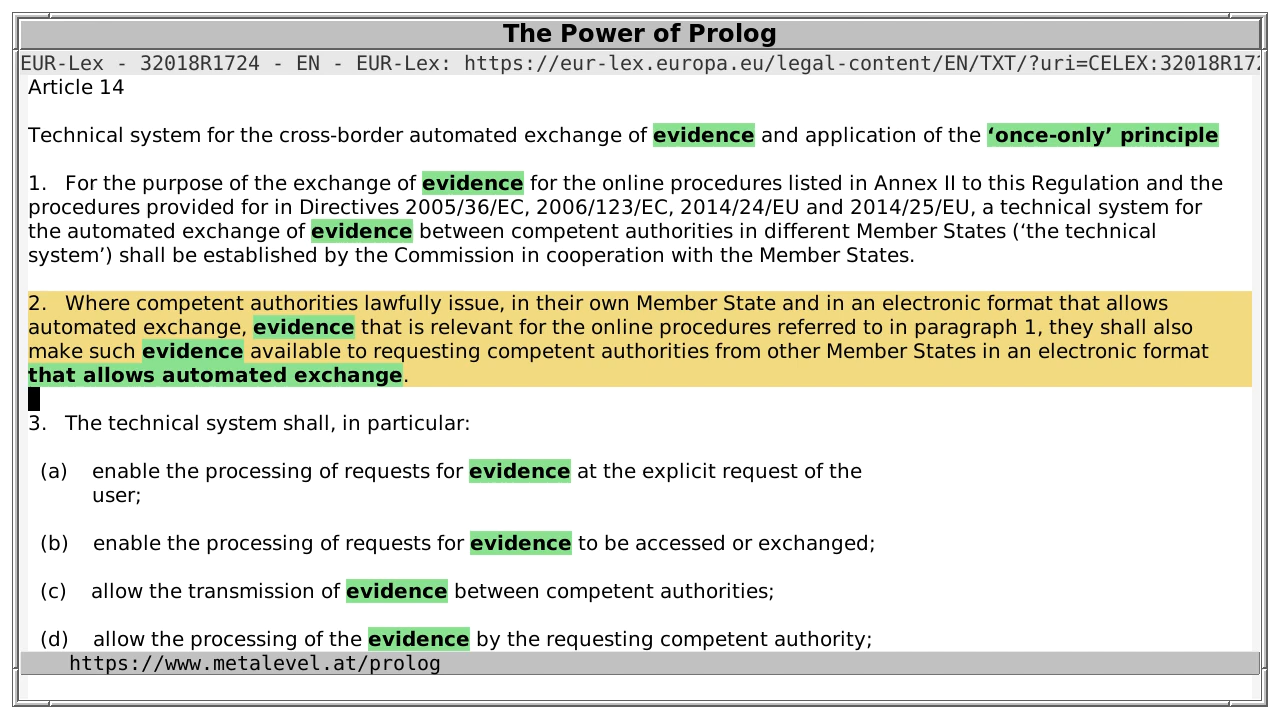 The Power of Prolog
EUR-Lex - 32018R1724 - EN - EUR-Lex: https://eur-lex.europa.eu/legal-content/EN/TXT/?uri=CELEX:32018R172
Article 14
Technical system for the cross-border automated exchange of evidence and application of the ‘once-only’ principle
1. For the purpose of the exchange of evidence for the online procedures listed in Annex II to this Regulation and the
procedures provided for in Directives 2005/36/EC, 2006/123/EC, 2014/24/EU and 2014/25/EU, a technical system for
the automated exchange of evidence between competent authorities in different Member States (‘the technical
system’) shall be established by the Commission in cooperation with the Member States.
2. Where competent authorities lawfully issue, in their own Member State and in an electronic format that allows
automated exchange, evidence that is relevant for the online procedures referred to in paragraph 1, they shall also
make such evidence available to requesting competent authorities from other Member States in an electronic format
that allows automated exchange.
3. The technical system shall, in particular:
(a) enable the processing of requests for evidence at the explicit request of the
user;
(b) enable the processing of requests for evidence to be accessed or exchanged;
(c) allow the transmission of evidence between competent authorities;
(d) allow the processing of the evidence by the requesting competent authority;
https://www.metalevel.at/prolog